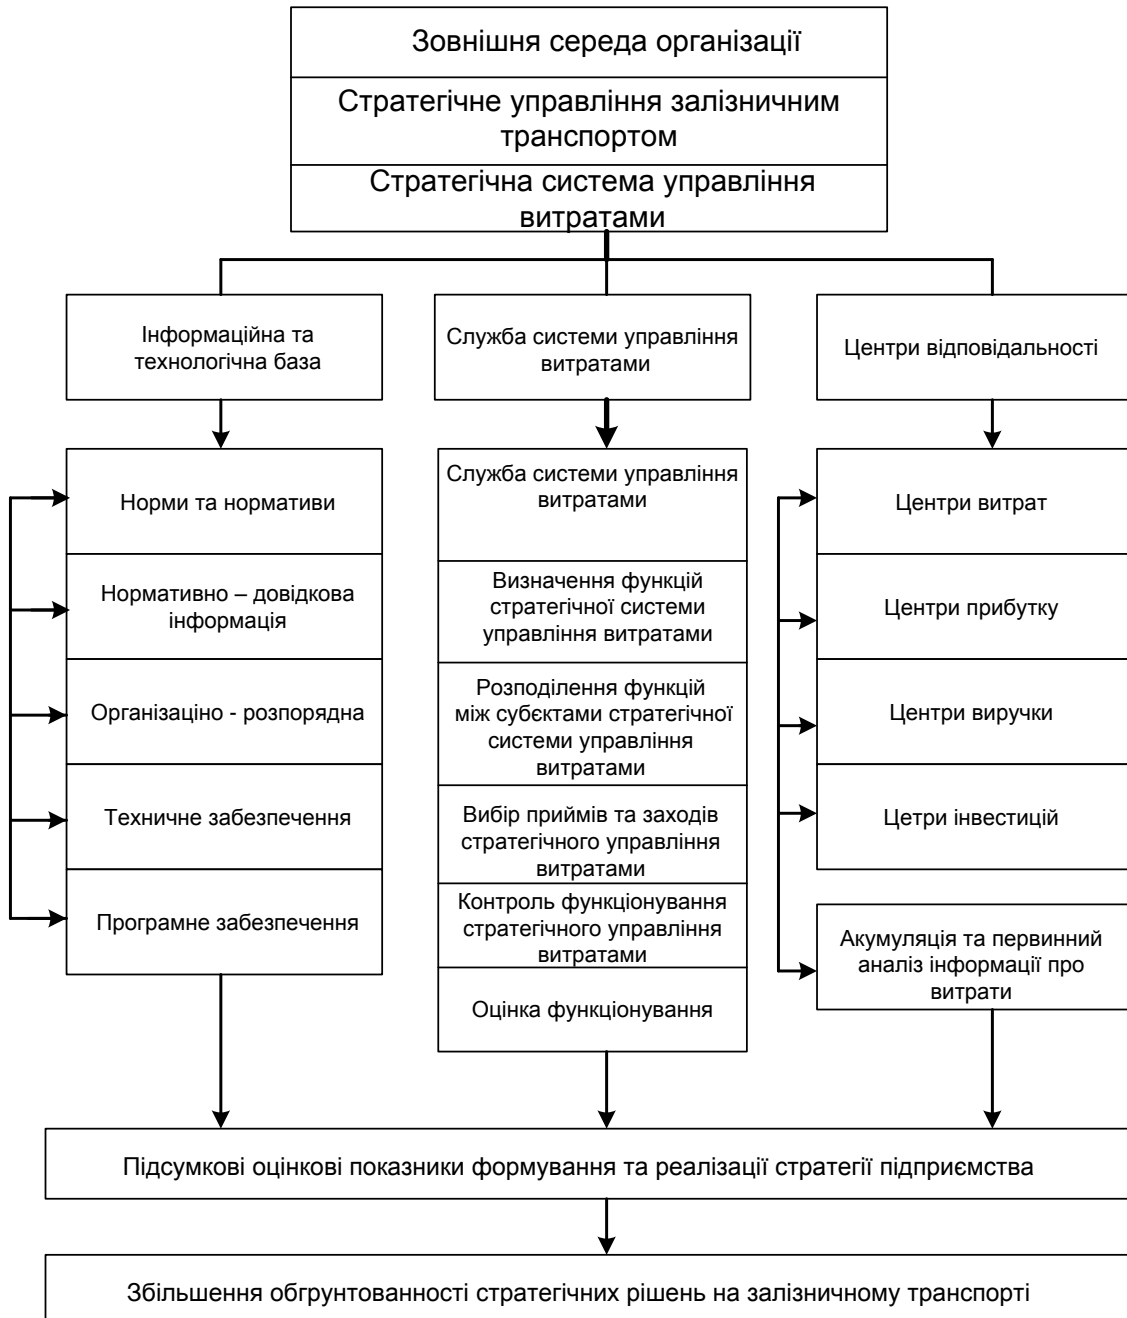 Зовнішня середа організації
Стратегічне управління залізничним
транспортом
Стратегічна система управління
витратами
Інформаційна та
технологічна база
Служба системи управління
витратами
Центри відповідальності
Норми та нормативи
Нормативно – довідкова
інформація
Організаціно - розпорядна
Техничне забезпечення
Програмне забезпечення
Служба системи управління
витратами
Визначення функцій
стратегічної системи
управління витратами
Розподілення функцій
між субєктами стратегічної
системи управління
витратами
Вибір приймів та заходів
стратегічного управління
витратами
Контроль функціонування
стратегічного управління
витратами
Оцінка функціонування
Центри витрат
Центри прибутку
Центри виручки
Цетри інвестицій
Акумуляція та первинний
аналіз інформації про
витрати
Підсумкові оцінкові показники формування та реалізації стратегії підприємства
Збільшення обгрунтованності стратегічних рішень на залізничному транспорті